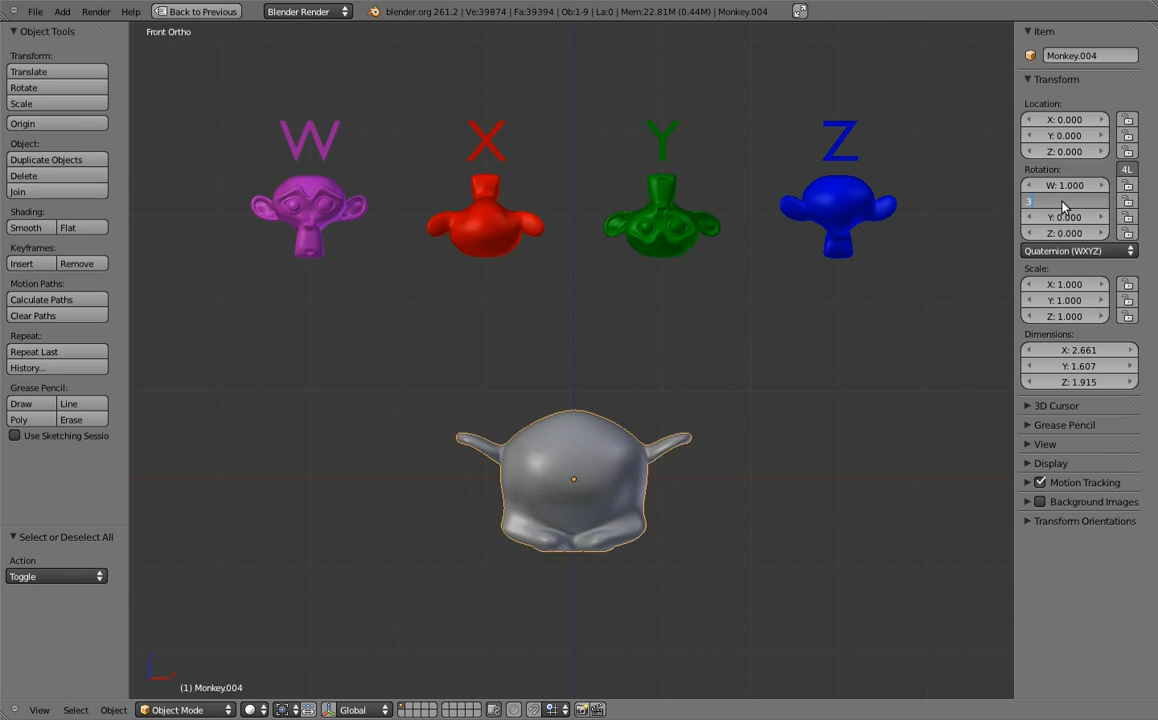 File Add Render Help Back to Previous Blender Render blender.org 261.2 | Ve:39874 | Fa:39394 | Ob:1-9 | La:0 | Mem:22.81M (0.44M) | Monkey.004
Object Tools
Transform:
Translate
Rotate
Scale
Origin
Object:
Duplicate Objects
Delete
Join
Shading:
Smooth Flat
Keyframes:
Insert Remove
Motion Paths:
Calculate Paths
Clear Paths
Repeat:
Repeat Last
History...
Grease Pencil:
Draw Line
Poly Erase
Use Sketching Sessio
Select or Deselect All
Action
Toggle
Front Ortho
W X Y Z
(1) Monkey.004
Item
Monkey.004
Transform
Location:
X: 0.000
Y: 0.000
Z: 0.000
Rotation: 4L
W: 1.000
3
Y: 0.000
Z: 0.000
Quaternion (WXYZ)
Scale:
X: 1.000
Y: 1.000
Z: 1.000
Dimensions:
X: 2.661
Y: 1.607
Z: 1.915
3D Cursor
Grease Pencil
View
Display
Motion Tracking
Background Images
Transform Orientations
View Select Object Object Mode Global